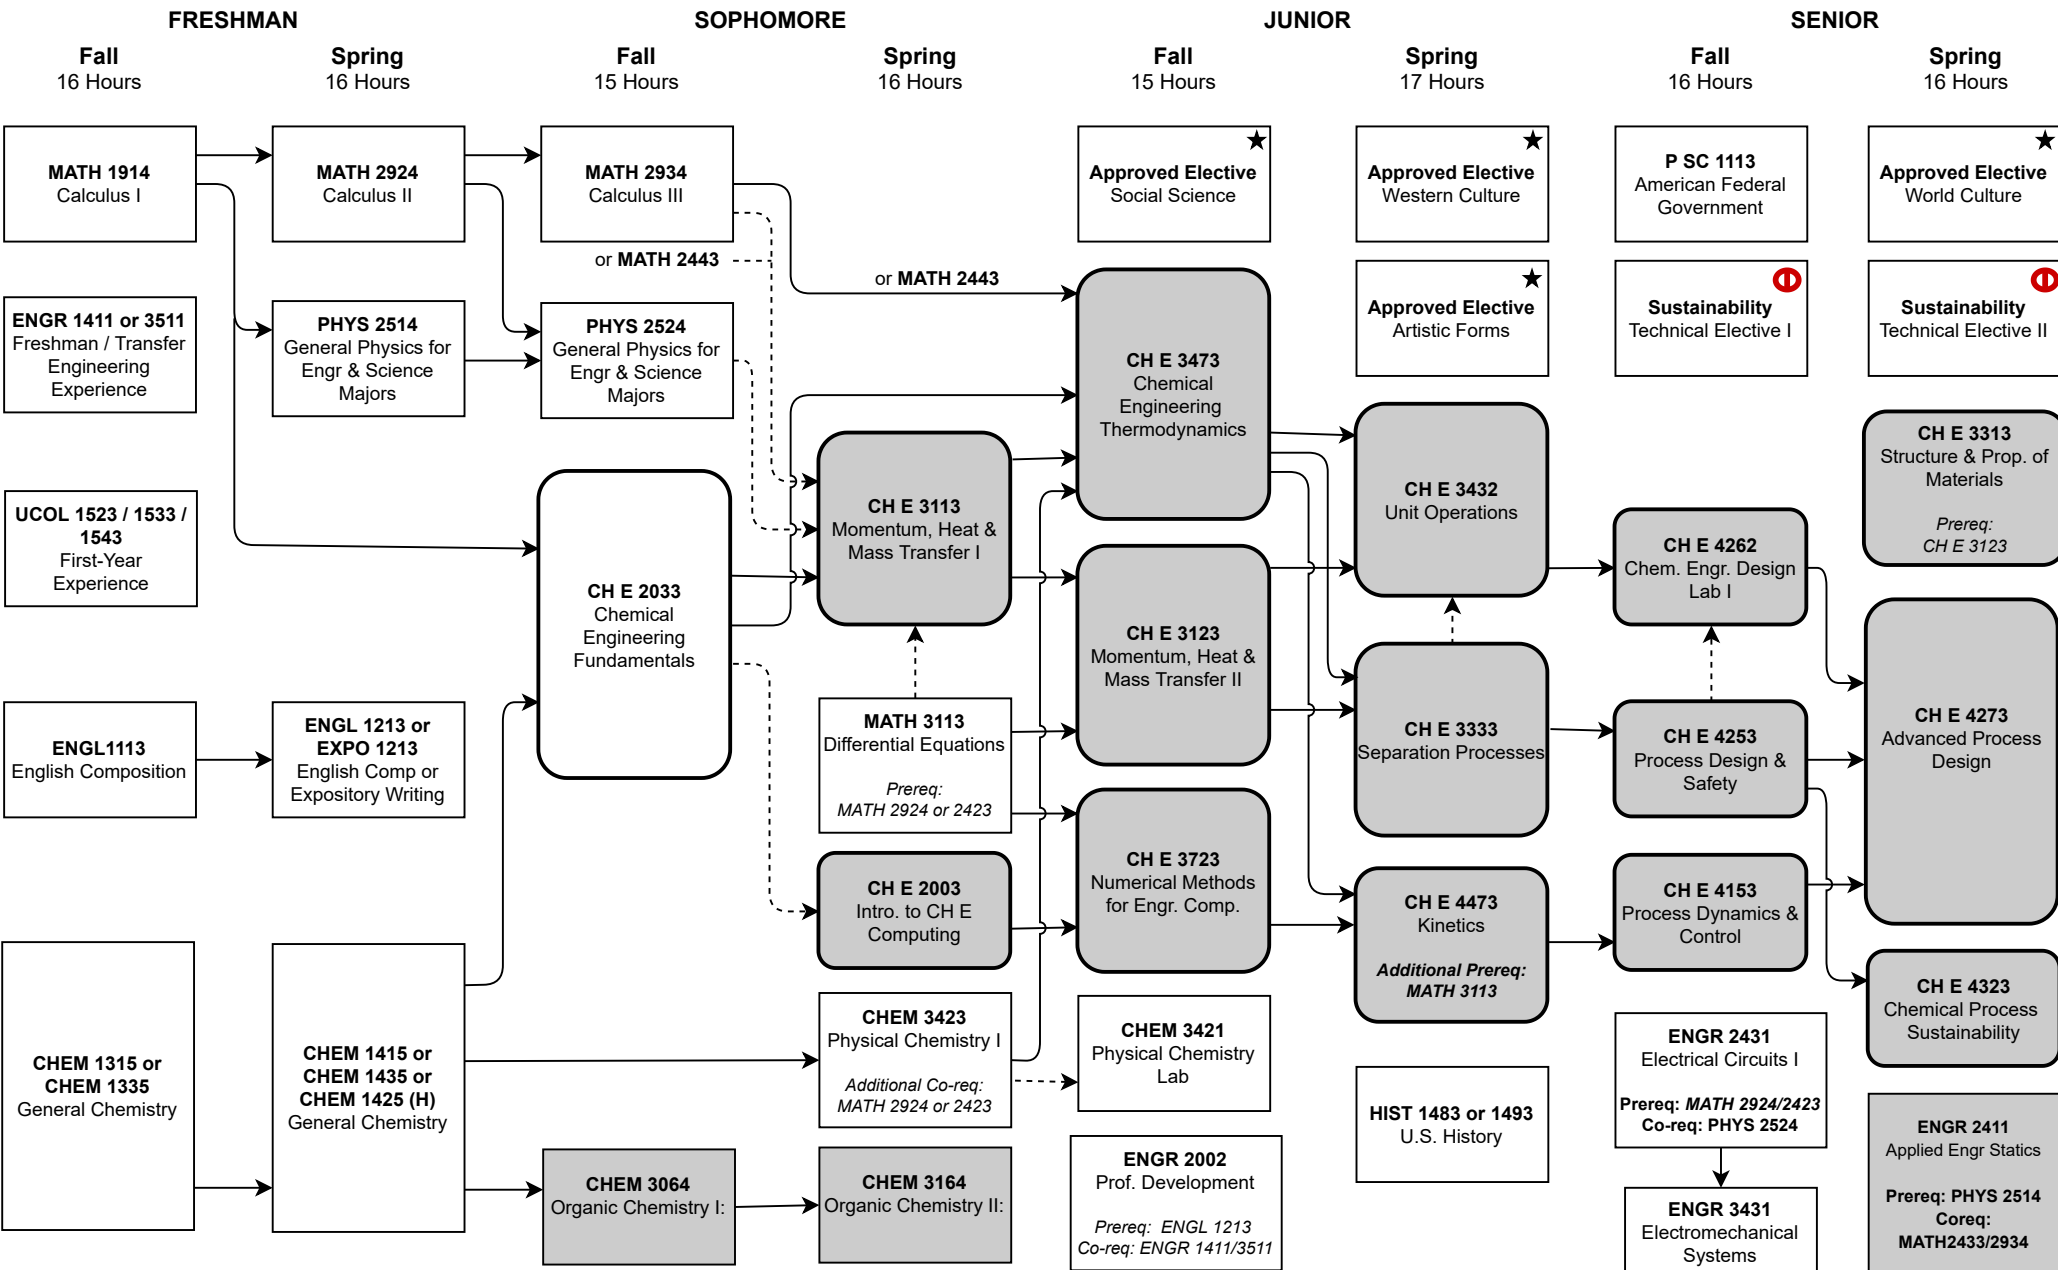 FRESHMAN
SOPHOMORE
JUNIOR
SENIOR
Fall
16 Hours
Spring
16 Hours
Fall
15 Hours
Spring
16 Hours
Fall
15 Hours
Spring
17 Hours
Fall
16 Hours
Spring
16 Hours
MATH 1914
Calculus I
ENGR 1411 or 3511
Freshman / Transfer
Engineering
Experience
UCOL 1523 / 1533 /
1543
First-Year
Experience
ENGL1113
English Composition
CHEM 1315 or
CHEM 1335
General Chemistry
MATH 2924
Calculus II
PHYS 2514
General Physics for
Engr & Science
Majors
ENGL 1213 or
EXPO 1213
English Comp or
Expository Writing
CHEM 1415 or
CHEM 1435 or
CHEM 1425 (H)
General Chemistry
MATH 2934
Calculus III
or MATH 2443
PHYS 2524
General Physics for
Engr & Science
Majors
CH E 2033
Chemical
Engineering
Fundamentals
CHEM 3064
Organic Chemistry I:
or MATH 2443
CH E 3113
Momentum, Heat &
Mass Transfer I
MATH 3113
Differential Equations
Prereq:
MATH 2924 or 2423
CH E 2003
Intro. to CH E
Computing
CHEM 3423
Physical Chemistry I
Additional Co-req:
MATH 2924 or 2423
CHEM 3164
Organic Chemistry II:
Approved Elective
Social Science
CH E 3473
Chemical
Engineering
Thermodynamics
CH E 3123
Momentum, Heat &
Mass Transfer II
CH E 3723
Numerical Methods
for Engr. Comp.
CHEM 3421
Physical Chemistry
Lab
ENGR 2002
Prof. Development
Prereq: ENGL 1213
Co-req: ENGR 1411/3511
Approved Elective
Western Culture
Approved Elective
Artistic Forms
CH E 3432
Unit Operations
CH E 3333
Separation Processes
CH E 4473
Kinetics
Additional Prereq:
MATH 3113
HIST 1483 or 1493
U.S. History
P SC 1113
American Federal
Government
Sustainability
Technical Elective I
CH E 4262
Chem. Engr. Design
Lab I
CH E 4253
Process Design &
Safety
CH E 4153
Process Dynamics &
Control
ENGR 2431
Electrical Circuits I
Prereq: MATH 2924/2423
Co-req: PHYS 2524
ENGR 3431
Electromechanical
Systems
Approved Elective
World Culture
Sustainability
Technical Elective II
CH E 3313
Structure & Prop. of
Materials
Prereq:
CH E 3123
CH E 4273
Advanced Process
Design
CH E 4323
Chemical Process
Sustainability
ENGR 2411
Applied Engr Statics
Prereq: PHYS 2514
Coreq:
MATH2433/2934